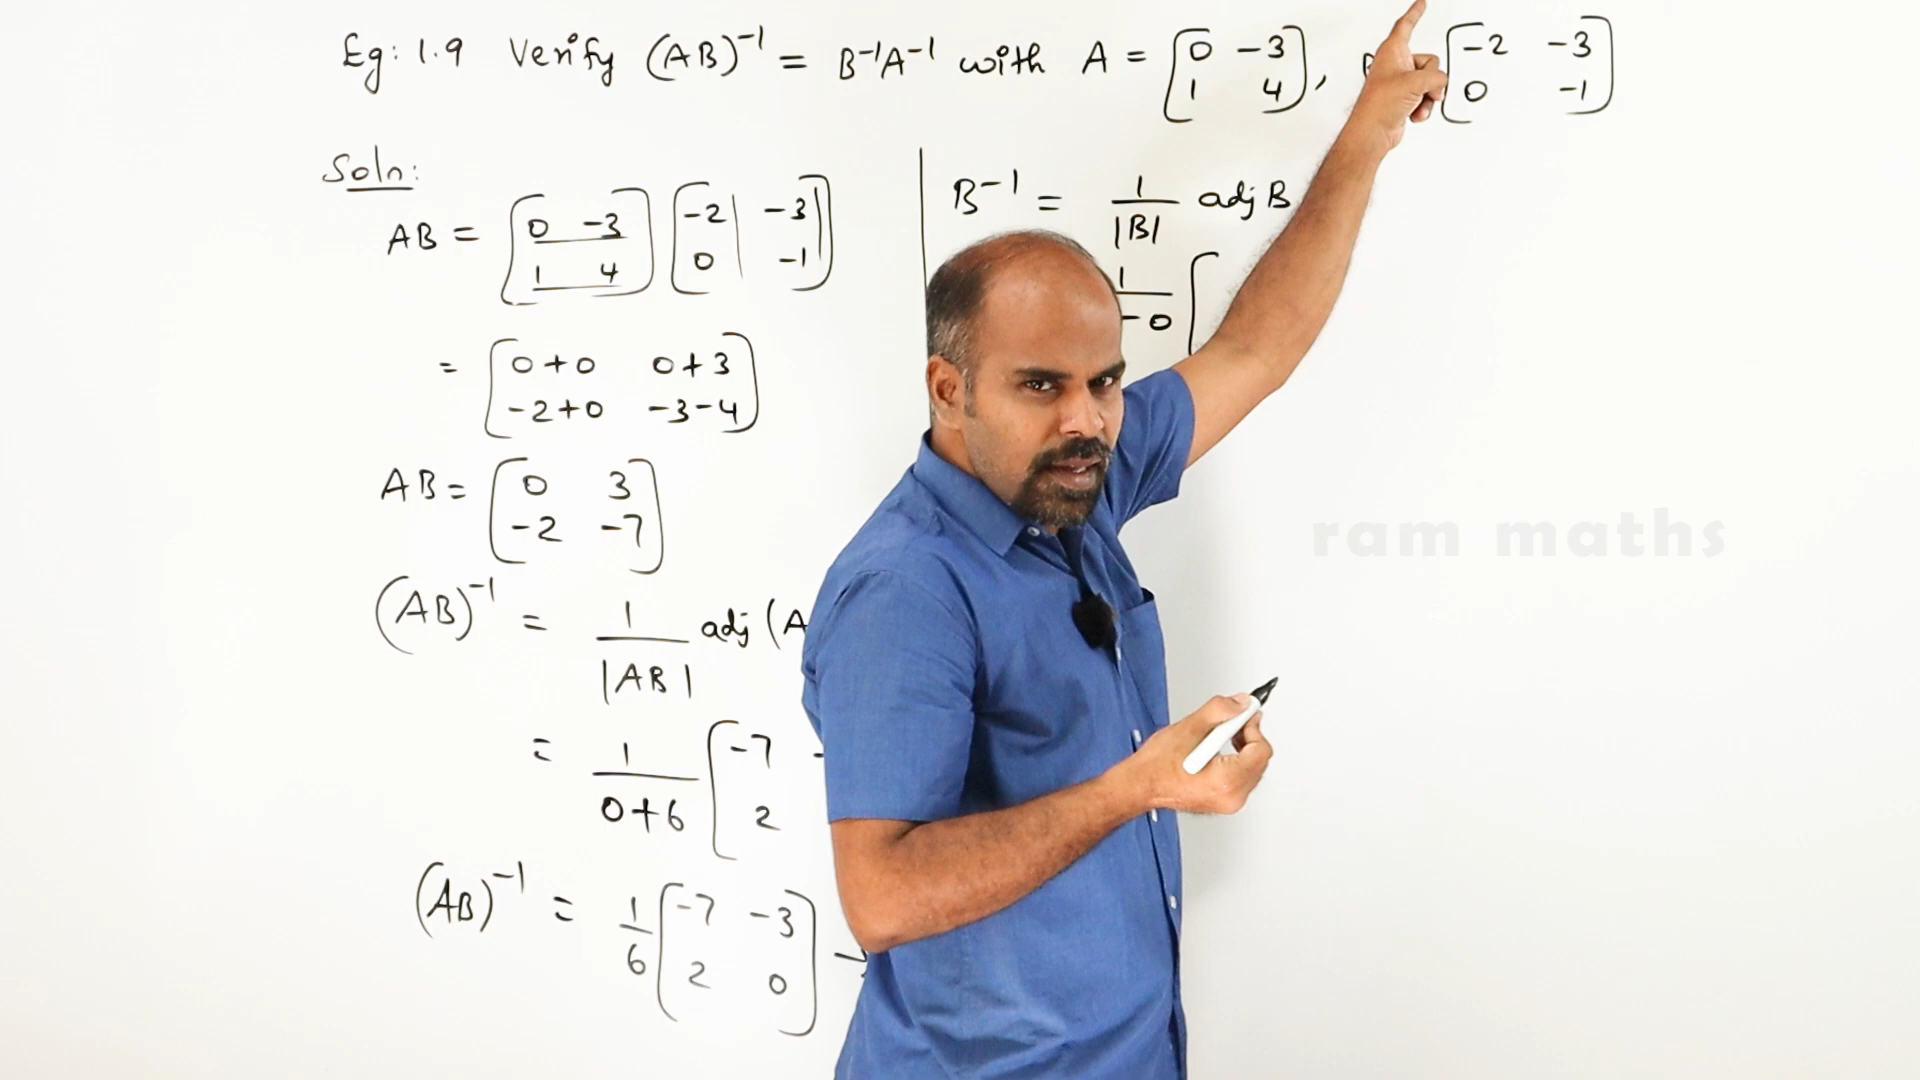 Eg: 1.9 Verify (AB)⁻¹ = B⁻¹A⁻¹ with A = [0 -3
1 4], [-2 -3
0 -1]
Soln:
AB = [0 -3
1 4] [-2 -3
0 -1]
= [0+0 0+3
-2+0 -3-4]
AB = [0 3
-2 -7]
(AB)⁻¹ = 1/|AB| adj (A
= 1/0+6 [-7
2
(AB)⁻¹ = 1/6 [-7 -3
2 0] →
B⁻¹ = 1/|B| adj B
1/-0 [
ram maths